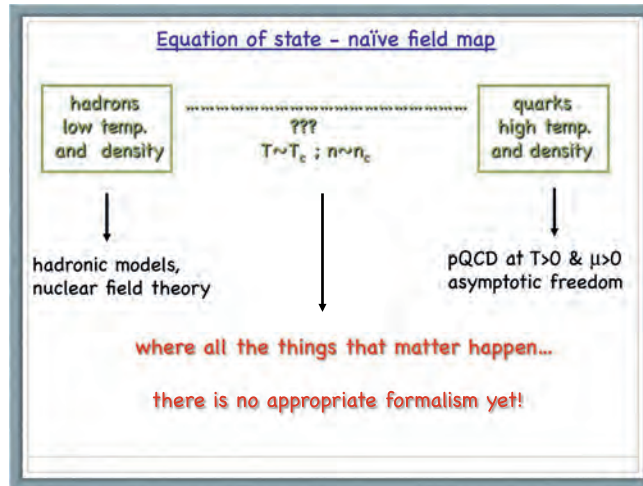 Equation of state - naïve field map
hadrons
low temp.
and density
???
T~Tc ; n~nc
quarks
high temp.
and density
hadronic models,
nuclear field theory
pQCD at T>0 & μ>0
asymptotic freedom
where all the things that matter happen...
there is no appropriate formalism yet!